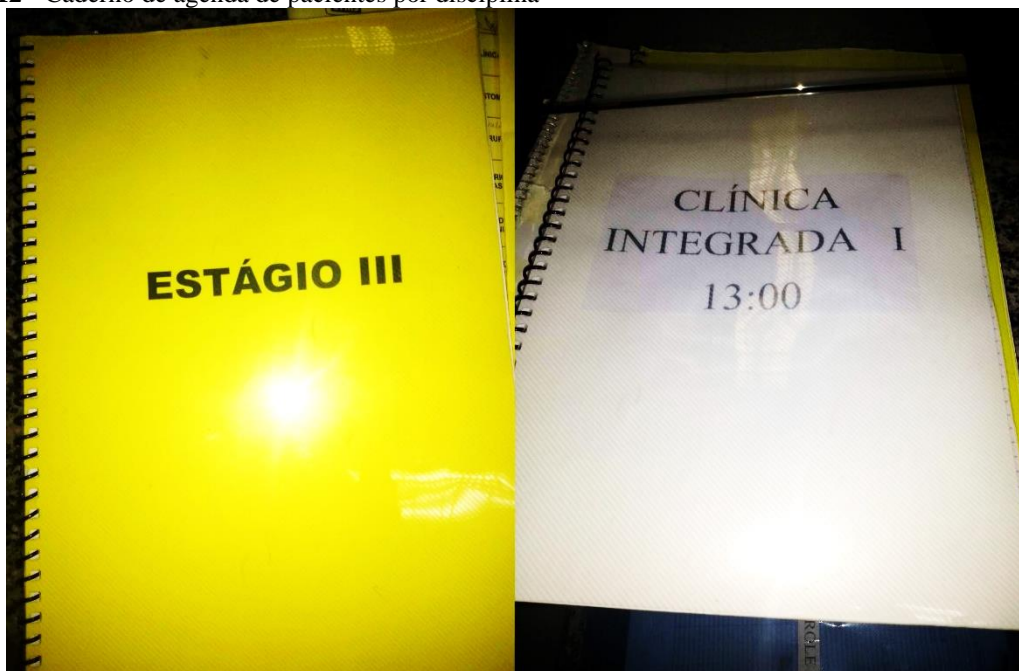 Caderno de agenda de pacientes por disciplina
ESTÁGIO III
CLÍNICA
INTEGRADA I
13:00